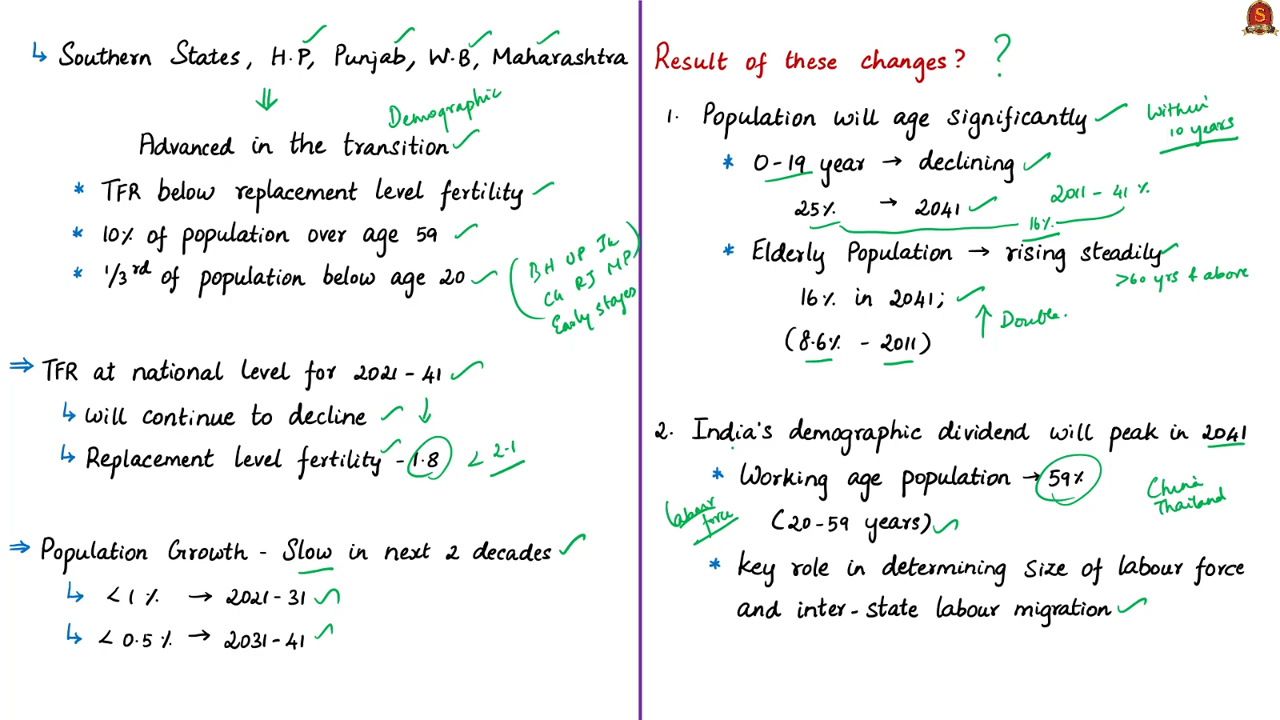 ↳ Southern States, H.P, Punjab, W.B, Maharashtra
⇓
Demographic
Advanced in the transition
* TFR below replacement level fertility
* 10% of population over age 59
* 1/3rd of population below age 20
BH UP JH
CG RJ MP
Early stages
⇒ TFR at national level for 2021-41
↳ will continue to decline ↓
↳ Replacement level fertility - 1.8 < 2.1
⇒ Population Growth - Slow in next 2 decades
↳ <1% → 2021-31
↳ <0.5% → 2031-41
Result of these changes? ?
1. Population will age significantly
Within
10 years
* 0-19 year → declining
25% → 2041
2011 - 41%
16%
* Elderly Population → rising steadily
>60 yrs & above
16% in 2041;
↑ Double.
(8.6% - 2011)
2. India's demographic dividend will peak in 2041
* Working age population → 59%
China
Thailand
Labour
force
(20-59 years)
* key role in determining size of labour force
and inter-state labour migration
S